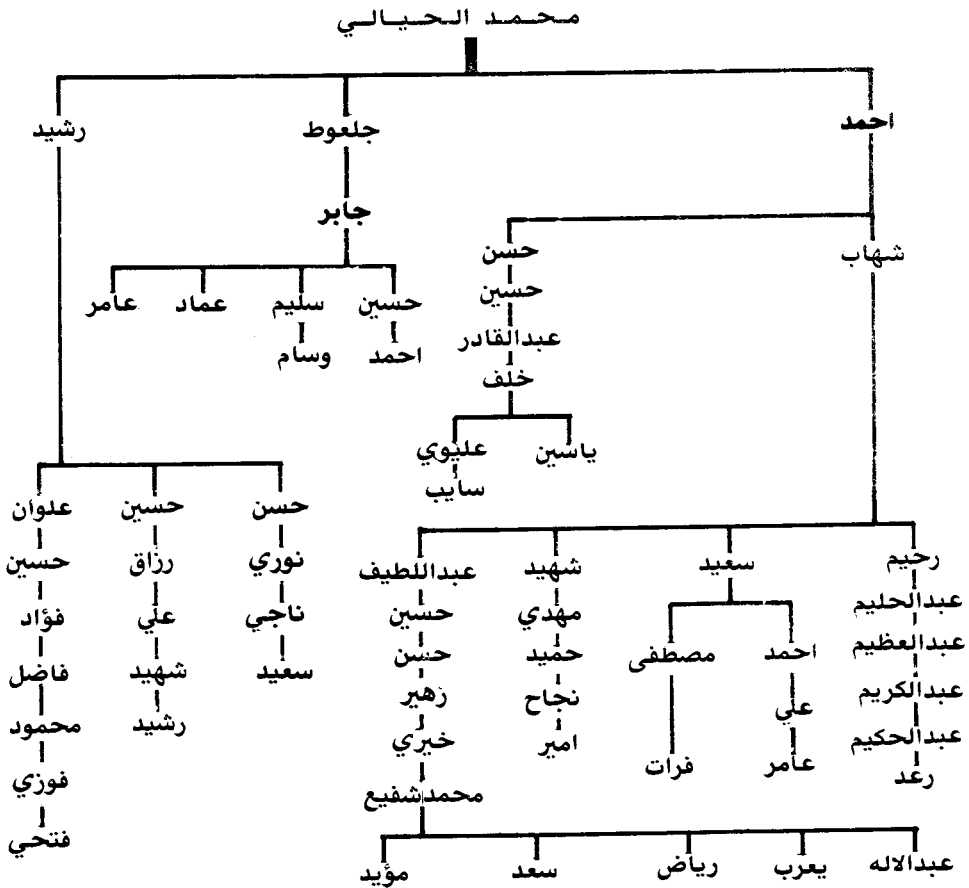 محمد الحيالي
احمد
جلعوط
رشيد
جابر
شهاب
حسن
حسين
عبدالقادر
خلف
ياسين
عليوي
سايب
حسين
سليم
عماد
عامر
احمد
وسام
حسن
حسين
علوان
نوري
رزاق
حسين
ناجي
علي
فؤاد
سعيد
شهيد
فاضل
رشيد
محمود
فوزي
فتحي
رحيم
سعيد
شهيد
عبداللطيف
عبدالحليم
عبدالعظيم
عبدالكريم
عبدالحكيم
رعد
احمد
مصطفى
علي
عامر
فرات
مهدي
حميد
نجاح
امير
حسين
حسن
زهير
خيري
محمدشفيع
عبدالاله
يعرب
رياض
سعد
مؤيد